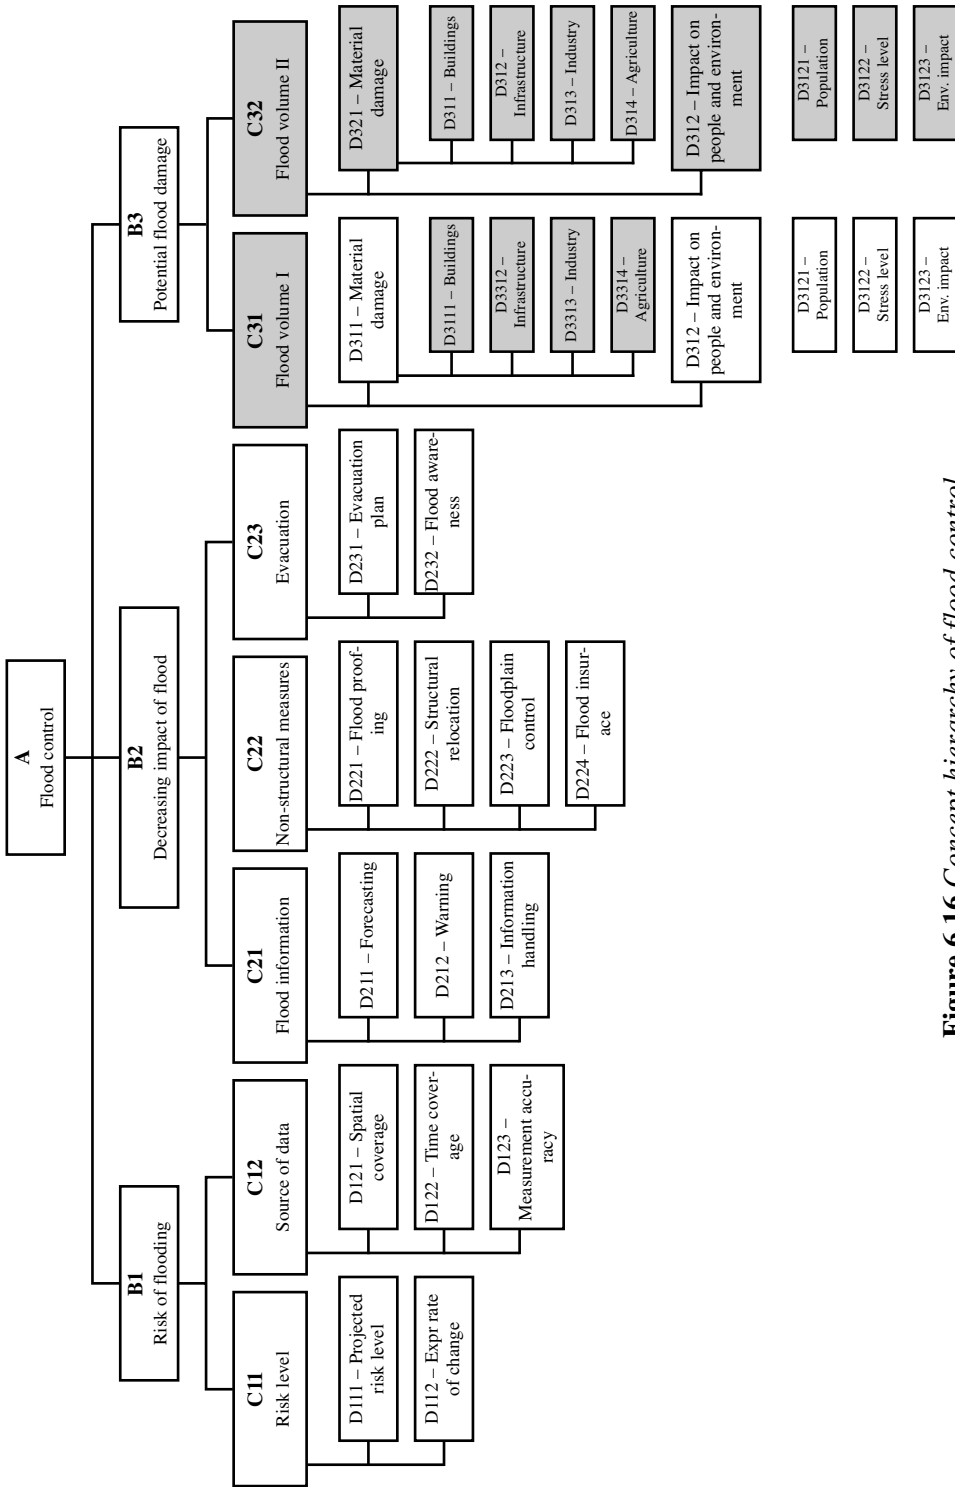 A
Flood control
B1
Risk of flooding
B2
Decreasing impact of flood
B3
Potential flood damage
C11
Risk level
C12
Source of data
C21
Flood information
C22
Non-structural measures
C23
Evacuation
C31
Flood volume I
C32
Flood volume II
D111 – Projected
risk level
D112 – Expr rate
of change
D121 – Spatial
coverage
D122 – Time cover-
age
D123 –
Measurement accu-
racy
D211 – Forecasting
D212 – Warning
D213 – Information
handling
D221 – Flood proof-
ing
D222 – Structural
relocation
D223 – Floodplain
control
D224 – Flood insur-
ace
D231 – Evacuation
plan
D232 – Flood aware-
ness
D311 – Material
damage
D3111 – Buildings
D3312 –
Infrastructure
D3313 – Industry
D3314 –
Agriculture
D312 – Impact on
people and environ-
ment
D3121 –
Population
D3122 –
Stress level
D3123 –
Env. impact
D321 – Material
damage
D311 – Buildings
D312 –
Infrastructure
D313 – Industry
D314 – Agriculture
D312 – Impact on
people and environ-
ment
D3121 –
Population
D3122 –
Stress level
D3123 –
Env. impact
Figure 6.16 Concept hierarchy of flood control